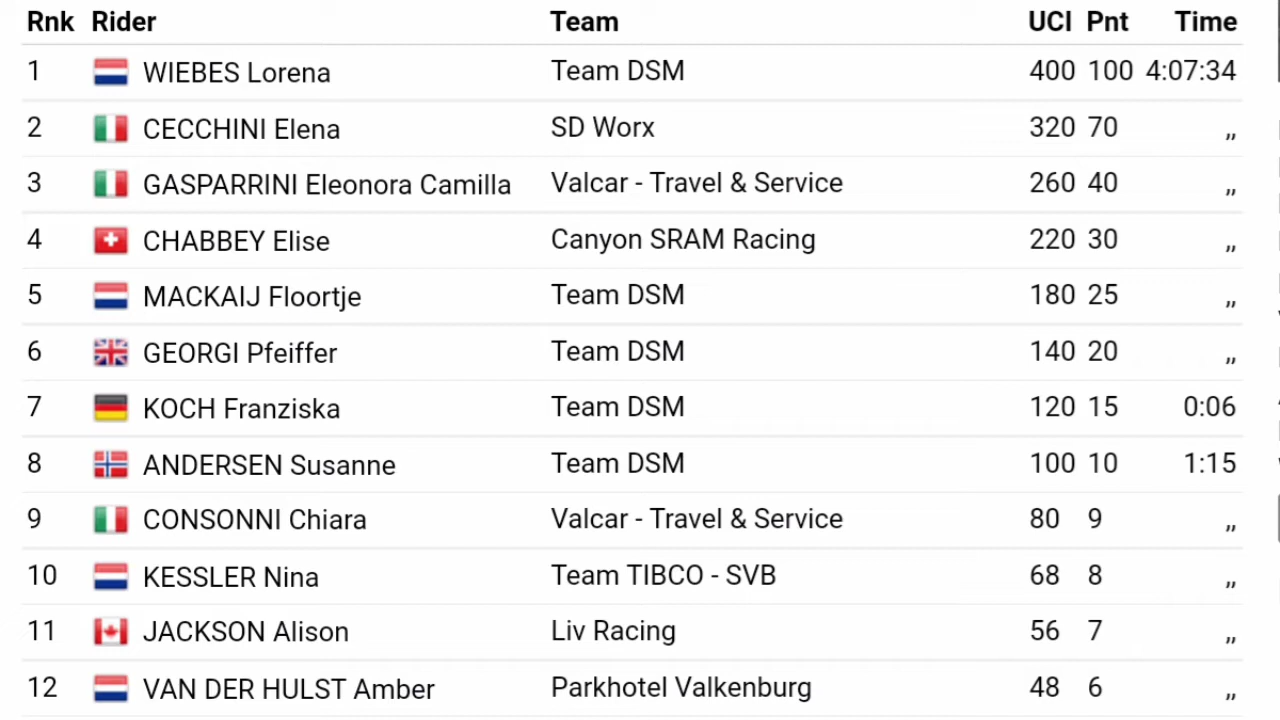 Rnk Rider Team UCI Pnt Time
1 WIEBES Lorena Team DSM 400 100 4:07:34
2 CECCHINI Elena SD Worx 320 70 ,,
3 GASPARRINI Eleonora Camilla Valcar - Travel & Service 260 40 ,,
4 CHABBEY Elise Canyon SRAM Racing 220 30 ,,
5 MACKAIJ Floortje Team DSM 180 25 ,,
6 GEORGI Pfeiffer Team DSM 140 20 ,,
7 KOCH Franziska Team DSM 120 15 0:06
8 ANDERSEN Susanne Team DSM 100 10 1:15
9 CONSONNI Chiara Valcar - Travel & Service 80 9 ,,
10 KESSLER Nina Team TIBCO - SVB 68 8 ,,
11 JACKSON Alison Liv Racing 56 7 ,,
12 VAN DER HULST Amber Parkhotel Valkenburg 48 6 ,,